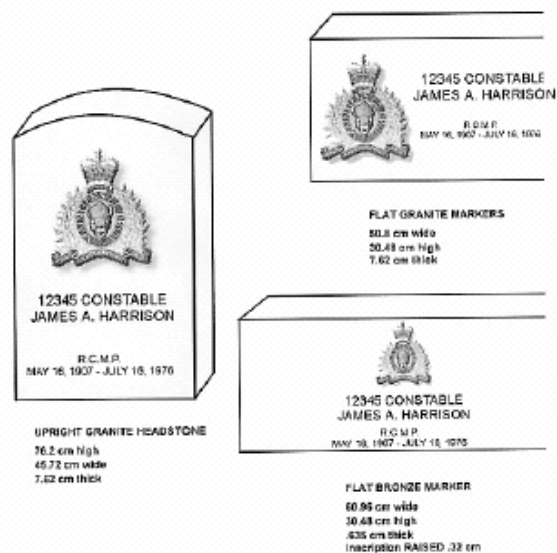 12345 CONSTABLE
JAMES A. HARRISON
R.C.M.P.
MAY 16, 1907 - JULY 16, 1976
UPRIGHT GRANITE HEADSTONE
76.2 cm high
45.72 cm wide
7.62 cm thick
12345 CONSTABLE
JAMES A. HARRISON
R.C.M.P.
MAY 16, 1907 - JULY 16, 1976
FLAT GRANITE MARKERS
50.8 cm wide
30.48 cm high
7.62 cm thick
12345 CONSTABLE
JAMES A. HARRISON
R.C.M.P.
MAY 16, 1907 - JULY 16, 1976
FLAT BRONZE MARKER
60.96 cm wide
30.48 cm high
.635 cm thick
Inscription RAISED .32 cm